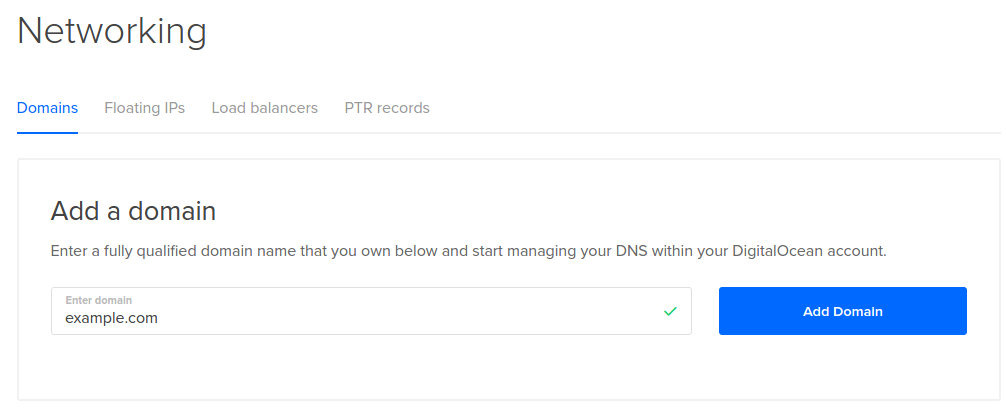 Networking
Domains Floating IPs Load balancers PTR records
Add a domain
Enter a fully qualified domain name that you own below and start managing your DNS within your DigitalOcean account.
Enter domain
example.com
Add Domain